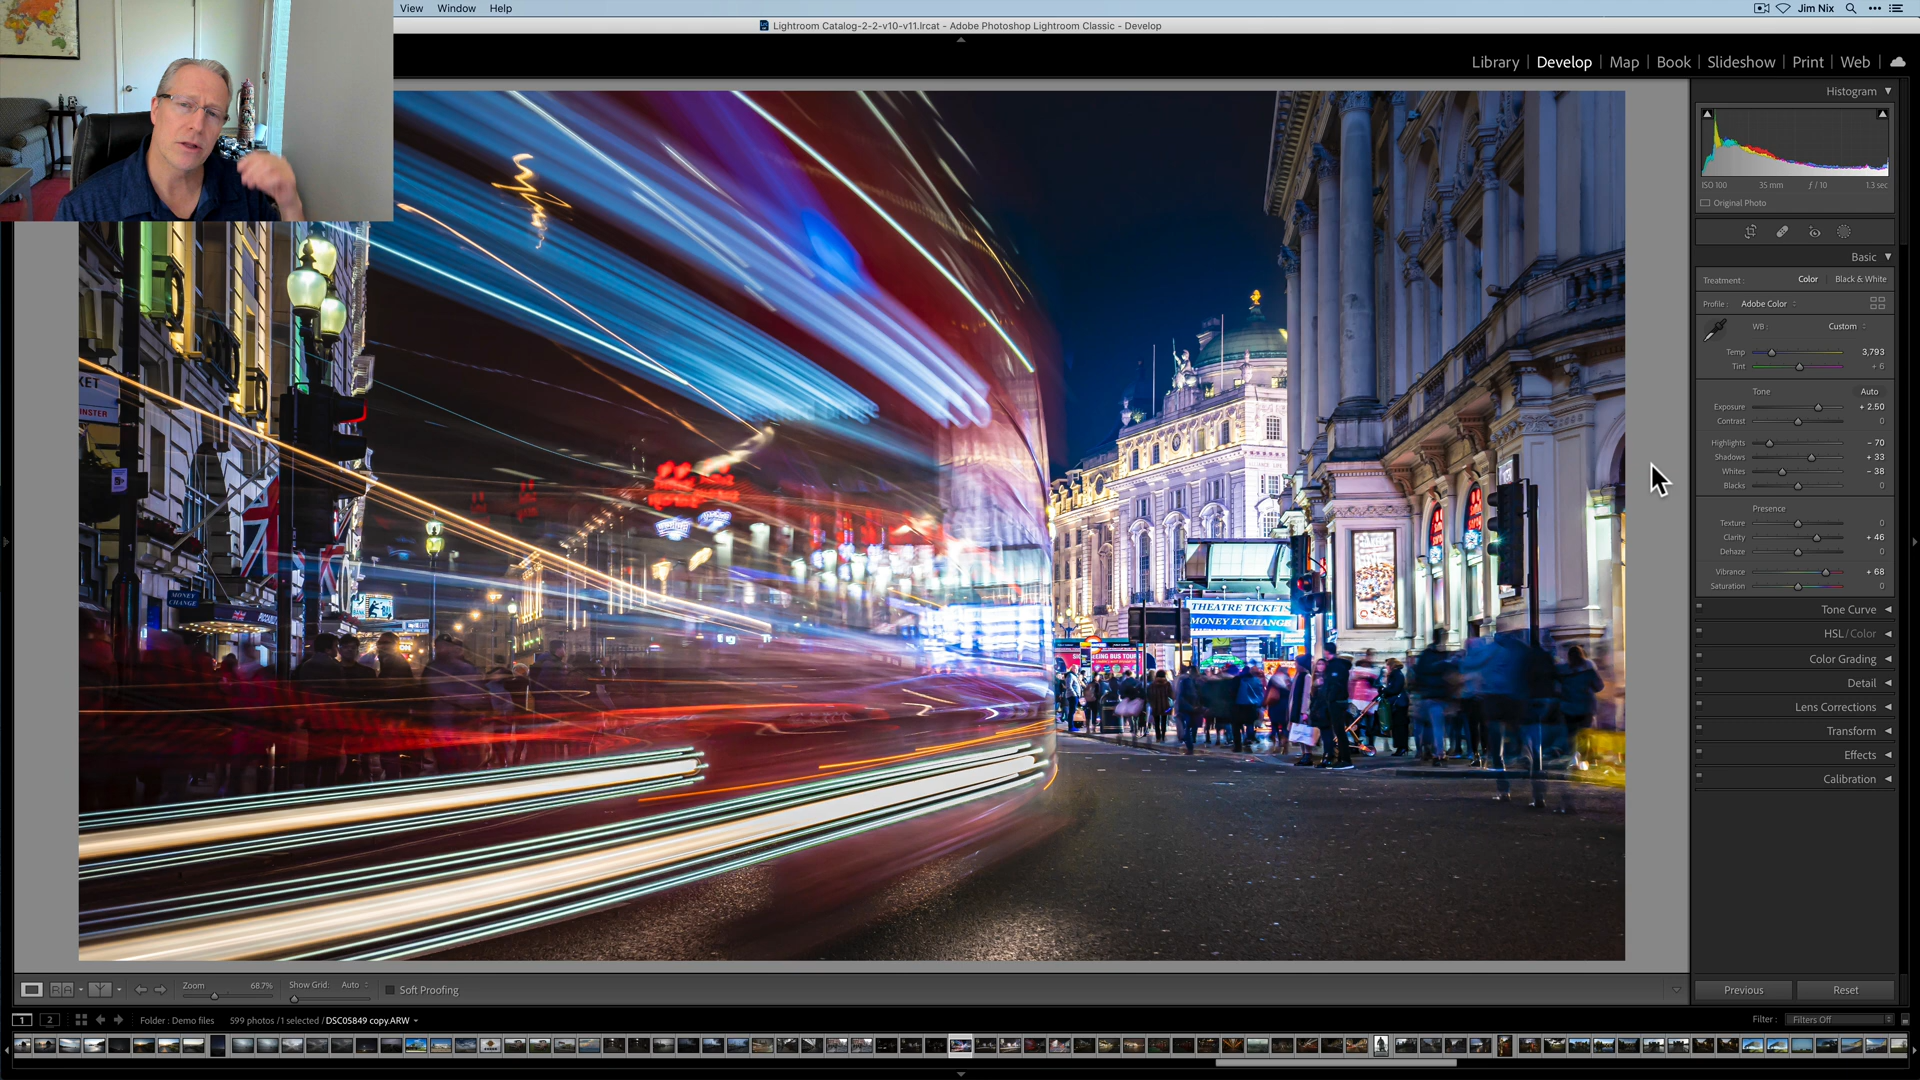 View Window Help
Jim Nix
Lightroom Catalog-2-2-v10-v11.lrcat - Adobe Photoshop Lightroom Classic - Develop
Library | Develop | Map | Book | Slideshow | Print | Web
Histogram
ISO 100 35 mm ƒ / 10 1.3 sec
Original Photo
Basic
Treatment : Color Black & White
Profile : Adobe Color
WB : Custom
Temp 3,793
Tint + 6
Tone Auto
Exposure + 2.50
Contrast 0
Highlights – 70
Shadows + 33
Whites – 38
Blacks 0
Presence
Texture 0
Clarity + 46
Dehaze 0
Vibrance + 68
Saturation 0
Tone Curve
HSL / Color
Color Grading
Detail
Lens Corrections
Transform
Effects
Calibration
Previous Reset
KET
INSTER
MONEY
CHANGE
THEATRE TICKETS
MONEY EXCHANGE
Zoom 68.7% Show Grid: Auto Soft Proofing
1 2 Folder : Demo files 599 photos / 1 selected / DSC05849 copy.ARW Filter : Filters Off